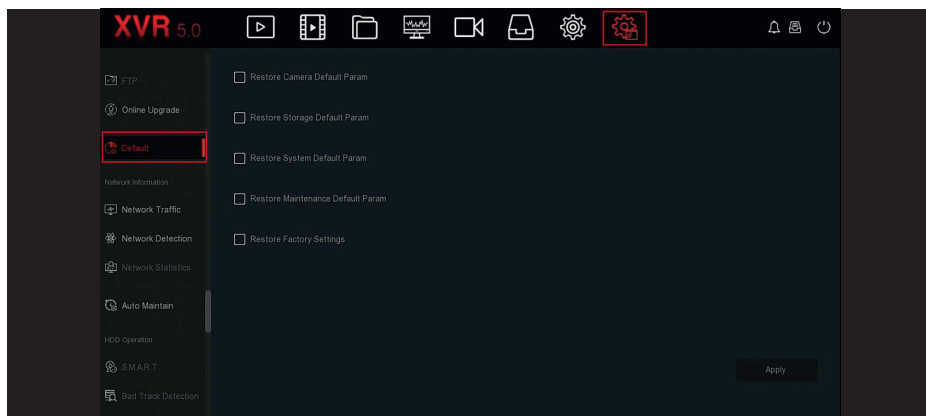 XVR 5.0
FTP
Online Upgrade
Default
Network Information
Network Traffic
Network Detection
Network Statistics
Auto Maintain
HDD Operation
S.M.A.R.T
Bad Track Detection
Restore Camera Default Param
Restore Storage Default Param
Restore System Default Param
Restore Maintenance Default Param
Restore Factory Settings
Apply